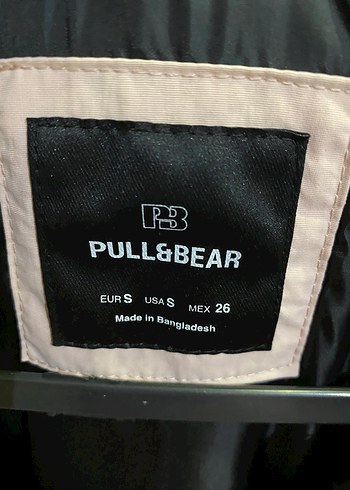 PB
PULL&BEAR
EUR S USA S MEX 26
Made in Bangladesh